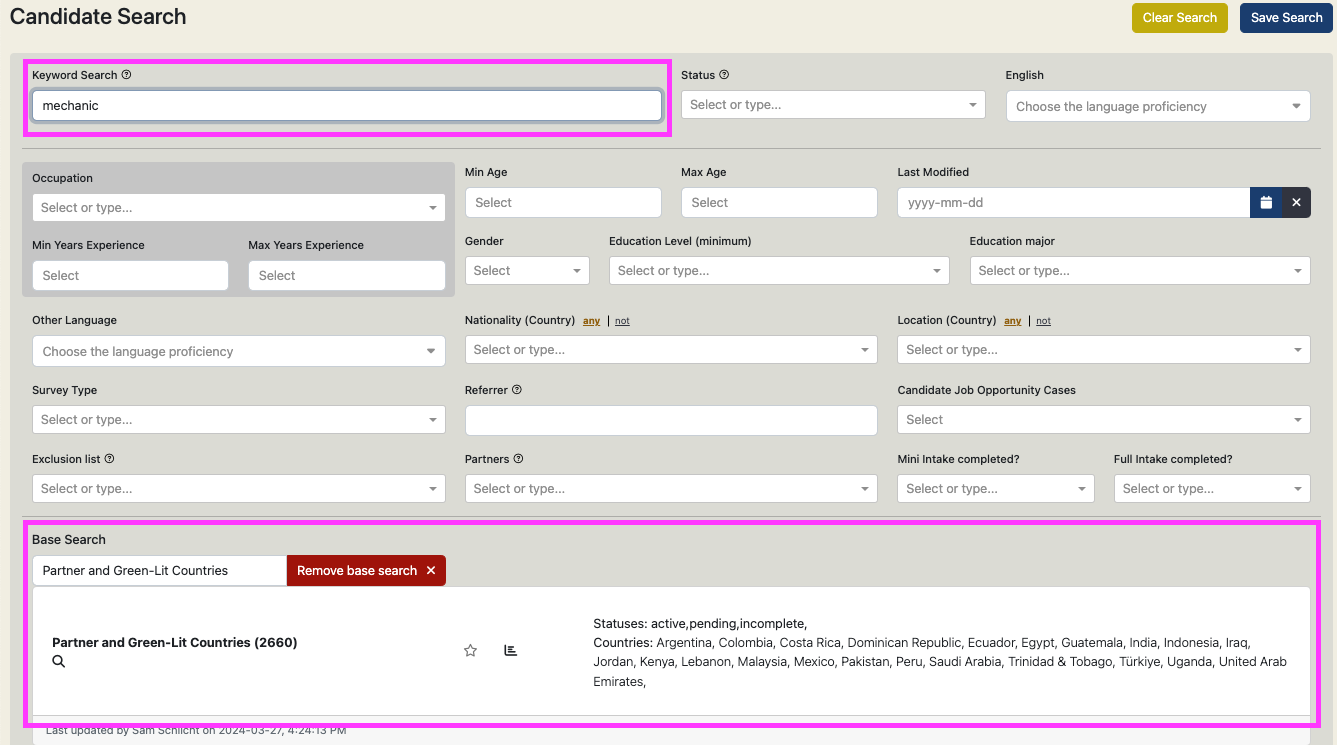 Candidate Search
Clear Search
Save Search
Keyword Search
Status
English
mechanic
Select or type...
Choose the language proficiency
Occupation
Min Age
Max Age
Last Modified
Select or type...
Select
Select
yyyy-mm-dd
Min Years Experience
Max Years Experience
Gender
Education Level (minimum)
Education major
Select
Select
Select
Select or type...
Select or type...
Other Language
Nationality (Country) any | not
Location (Country) any | not
Choose the language proficiency
Select or type...
Select or type...
Survey Type
Referrer
Candidate Job Opportunity Cases
Select or type...
Select
Exclusion list
Partners
Mini Intake completed?
Full Intake completed?
Select or type...
Select or type...
Select or type...
Select or type...
Base Search
Partner and Green-Lit Countries
Remove base search ×
Partner and Green-Lit Countries (2660)
Statuses: active,pending,incomplete,
Countries: Argentina, Colombia, Costa Rica, Dominican Republic, Ecuador, Egypt, Guatemala, India, Indonesia, Iraq,
Jordan, Kenya, Lebanon, Malaysia, Mexico, Pakistan, Peru, Saudi Arabia, Trinidad & Tobago, Türkiye, Uganda, United Arab
Emirates,
Last updated by Sam Schlicht on 2024-03-27, 4:24:13 PM